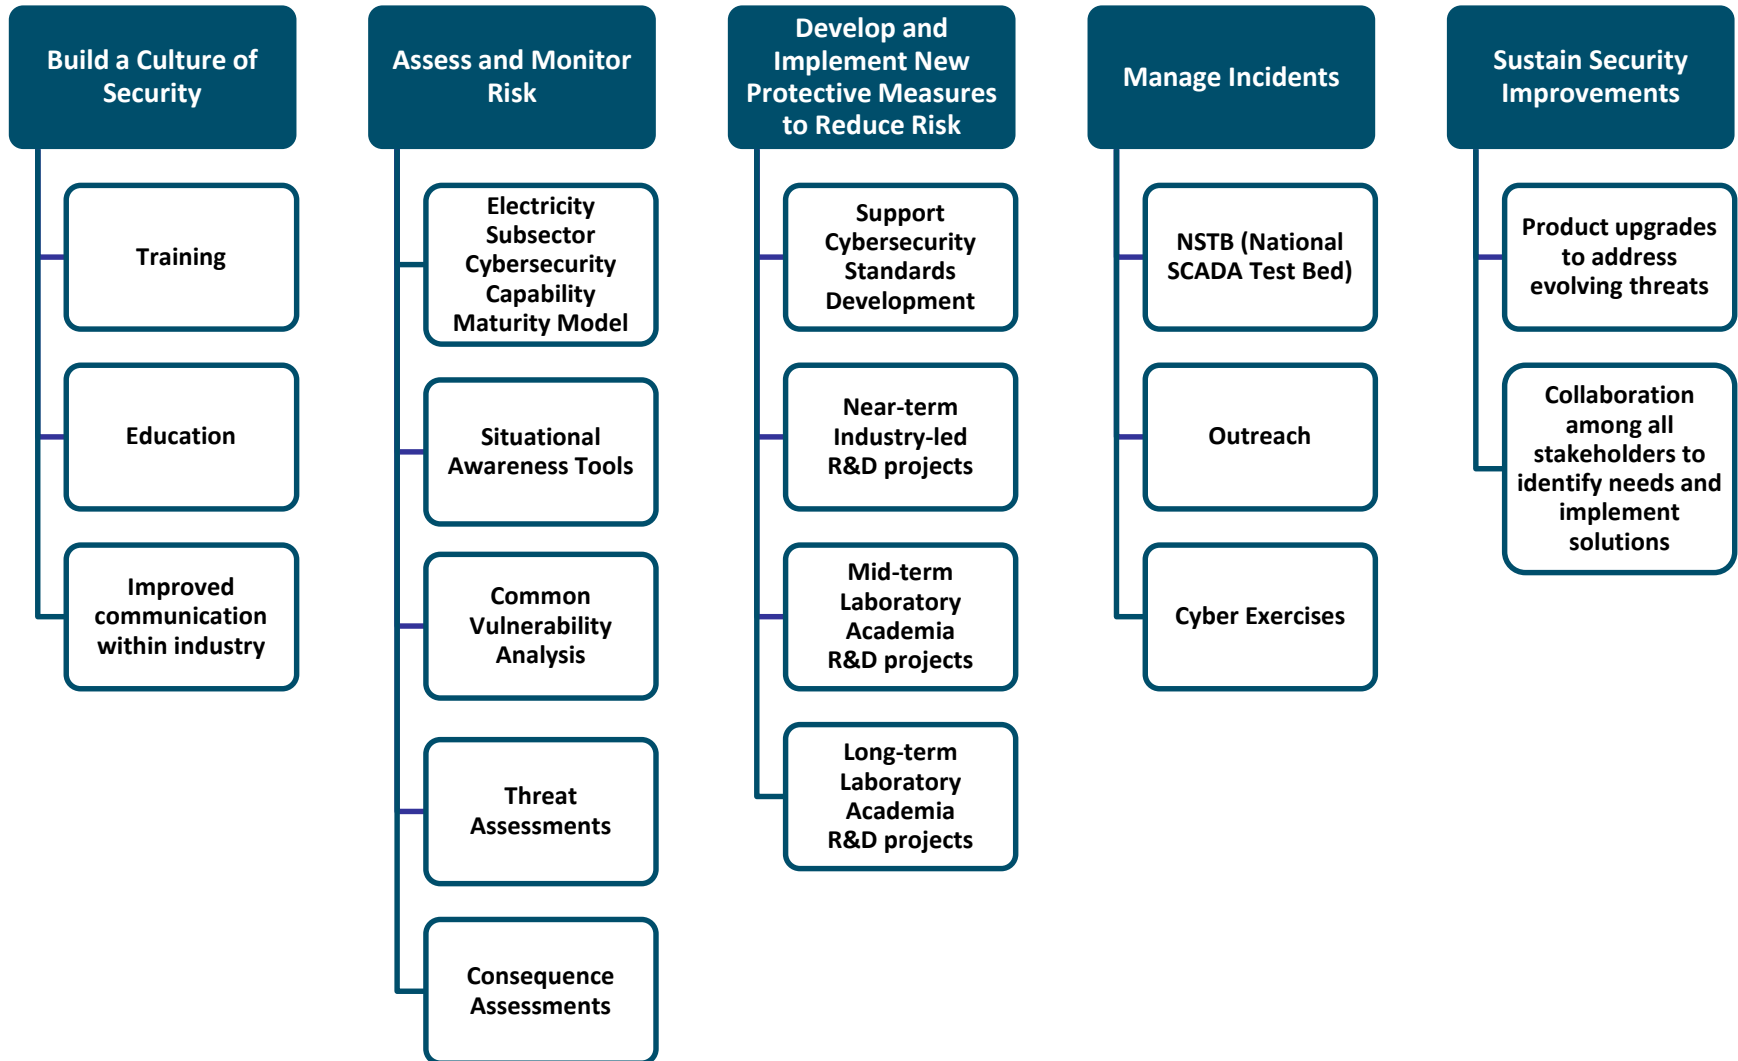 Build a Culture of
Security
Training
Education
Improved
communication
within industry
Assess and Monitor
Risk
Electricity
Subsector
Cybersecurity
Capability
Maturity Model
Situational
Awareness Tools
Common
Vulnerability
Analysis
Threat
Assessments
Consequence
Assessments
Develop and
Implement New
Protective Measures
to Reduce Risk
Support
Cybersecurity
Standards
Development
Near-term
Industry-led
R&D projects
Mid-term
Laboratory
Academia
R&D projects
Long-term
Laboratory
Academia
R&D projects
Manage Incidents
NSTB (National
SCADA Test Bed)
Outreach
Cyber Exercises
Sustain Security
Improvements
Product upgrades
to address
evolving threats
Collaboration
among all
stakeholders to
identify needs and
implement
solutions